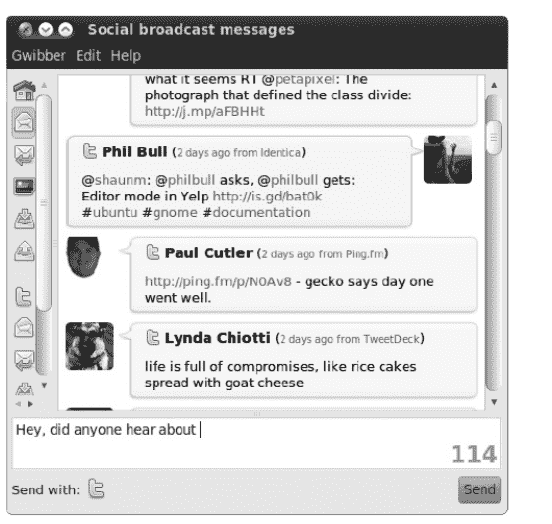 Social broadcast messages
Gwibber Edit Help
what it seems RT @petapixel: The
photograph that defined the class divide:
http://j.mp/aFBHHt
Phil Bull (2 days ago from Identica)
@shaunm: @philbull asks, @philbull gets:
Editor mode in Yelp http://is.gd/bat0k
#ubuntu #gnome #documentation
Paul Cutler (2 days ago from Ping.fm)
http://ping.fm/p/N0Av8 - gecko says day one
went well.
Lynda Chiotti (2 days ago from TweetDeck)
life is full of compromises, like rice cakes
spread with goat cheese
Hey, did anyone hear about
114
Send with:
Send